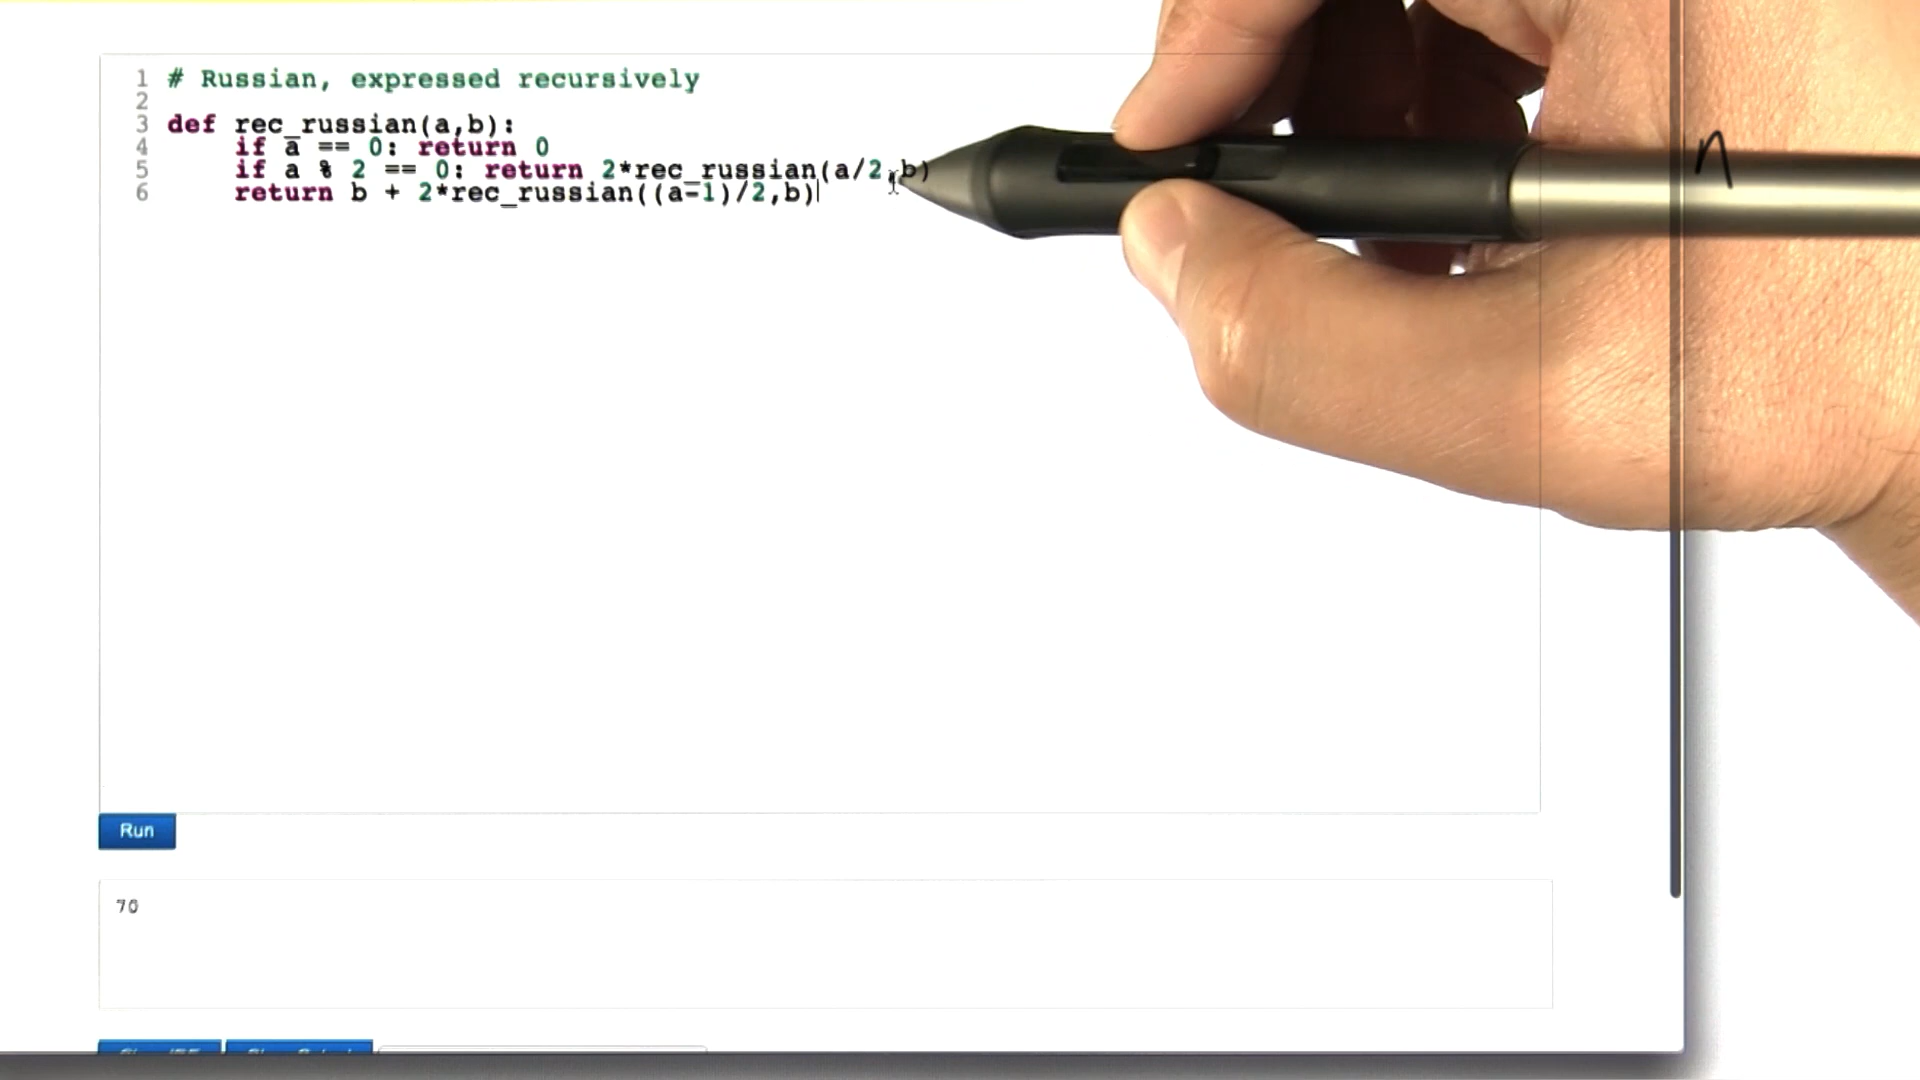 1 # Russian, expressed recursively
2
3 def rec_russian(a,b):
4 if a == 0: return 0
5 if a % 2 == 0: return 2*rec_russian(a/2,b)
6 return b + 2*rec_russian((a-1)/2,b)
n
Run
70